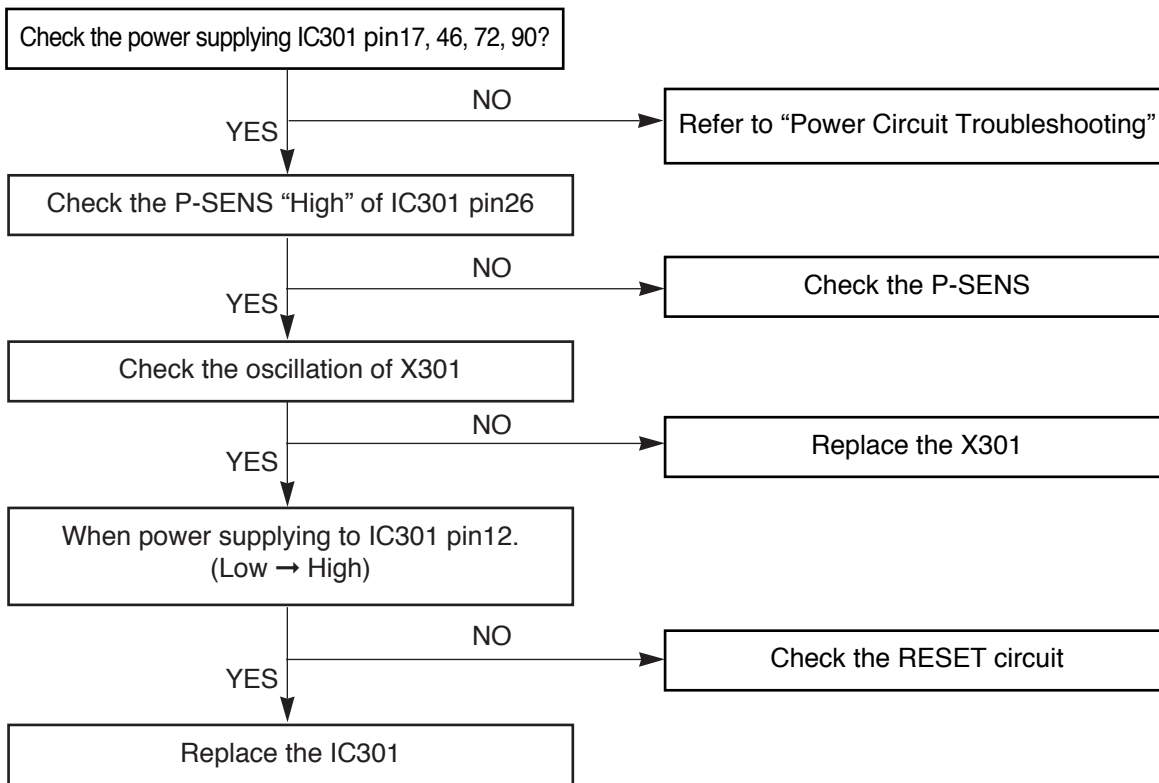 Check the power supplying IC301 pin17, 46, 72, 90?
NO
Refer to “Power Circuit Troubleshooting”
YES
Check the P-SENS “High” of IC301 pin26
NO
Check the P-SENS
YES
Check the oscillation of X301
NO
Replace the X301
YES
When power supplying to IC301 pin12.
(Low → High)
NO
Check the RESET circuit
YES
Replace the IC301